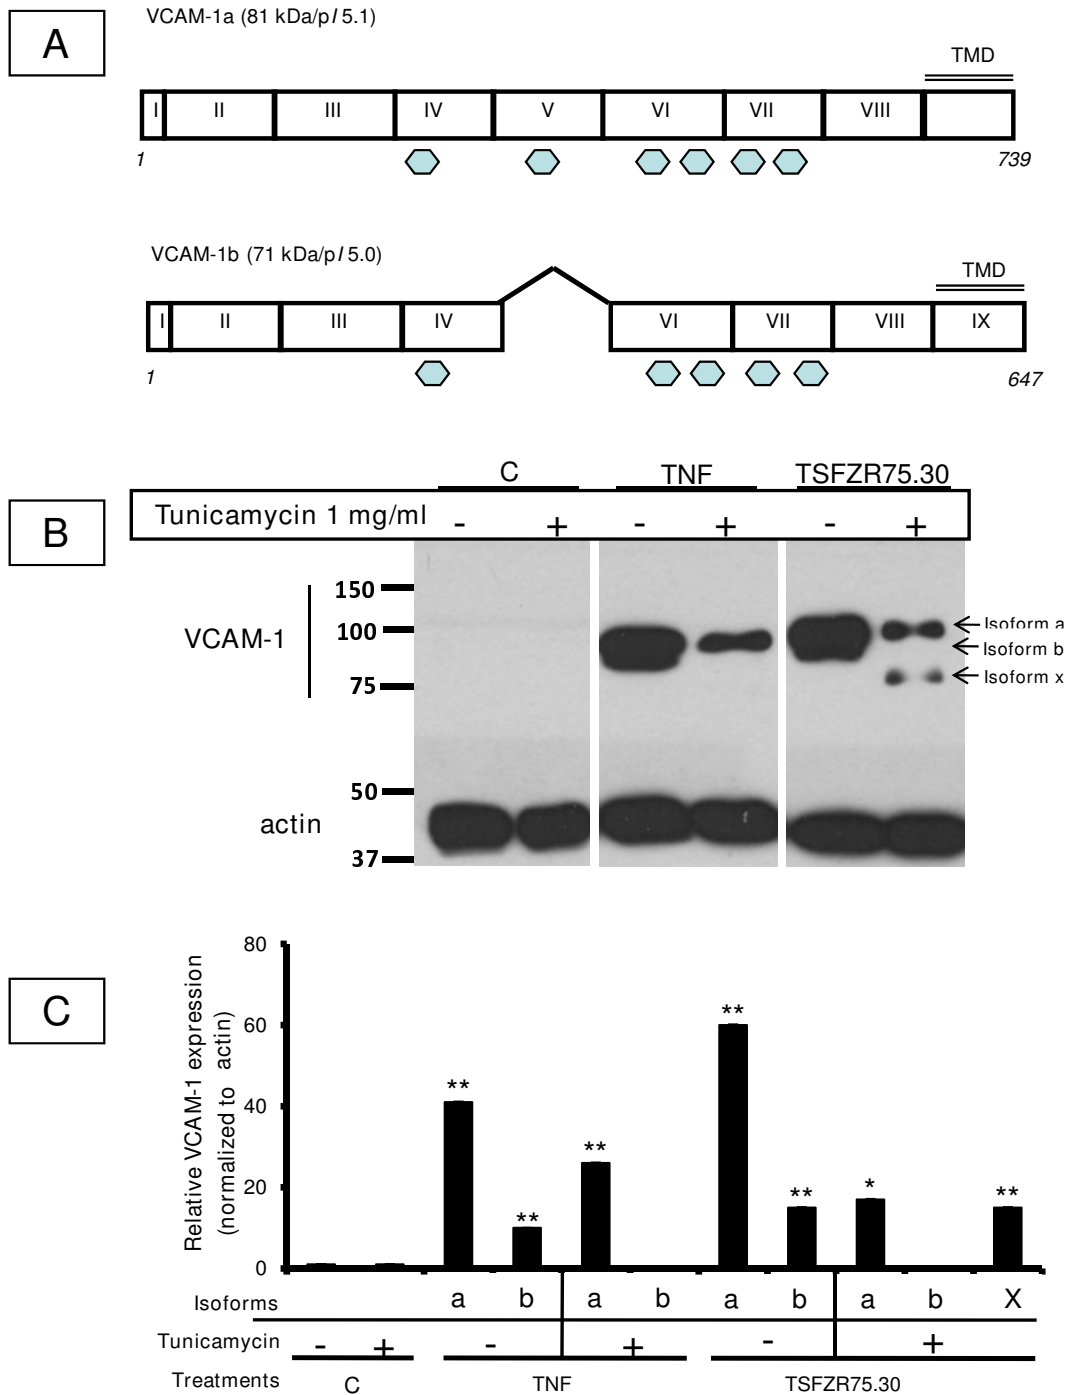 A
VCAM-1a (81 kDa/pI 5.1)
TMD
I II III IV V VI VII VIII
1 739
VCAM-1b (71 kDa/pI 5.0)
TMD
I II III IV VI VII VIII IX
1 647
B
C TNF TSFZR75.30
Tunicamycin 1 mg/ml - + - + - +
150
VCAM-1
100
75
50
actin
37
Isoform a
Isoform b
Isoform x
C
Relative VCAM-1 expression
(normalized to actin)
80
60
40
20
0
** ** ** ** ** * **
Isoforms a b a b a b a b X
Tunicamycin - + - + - +
Treatments C TNF TSFZR75.30